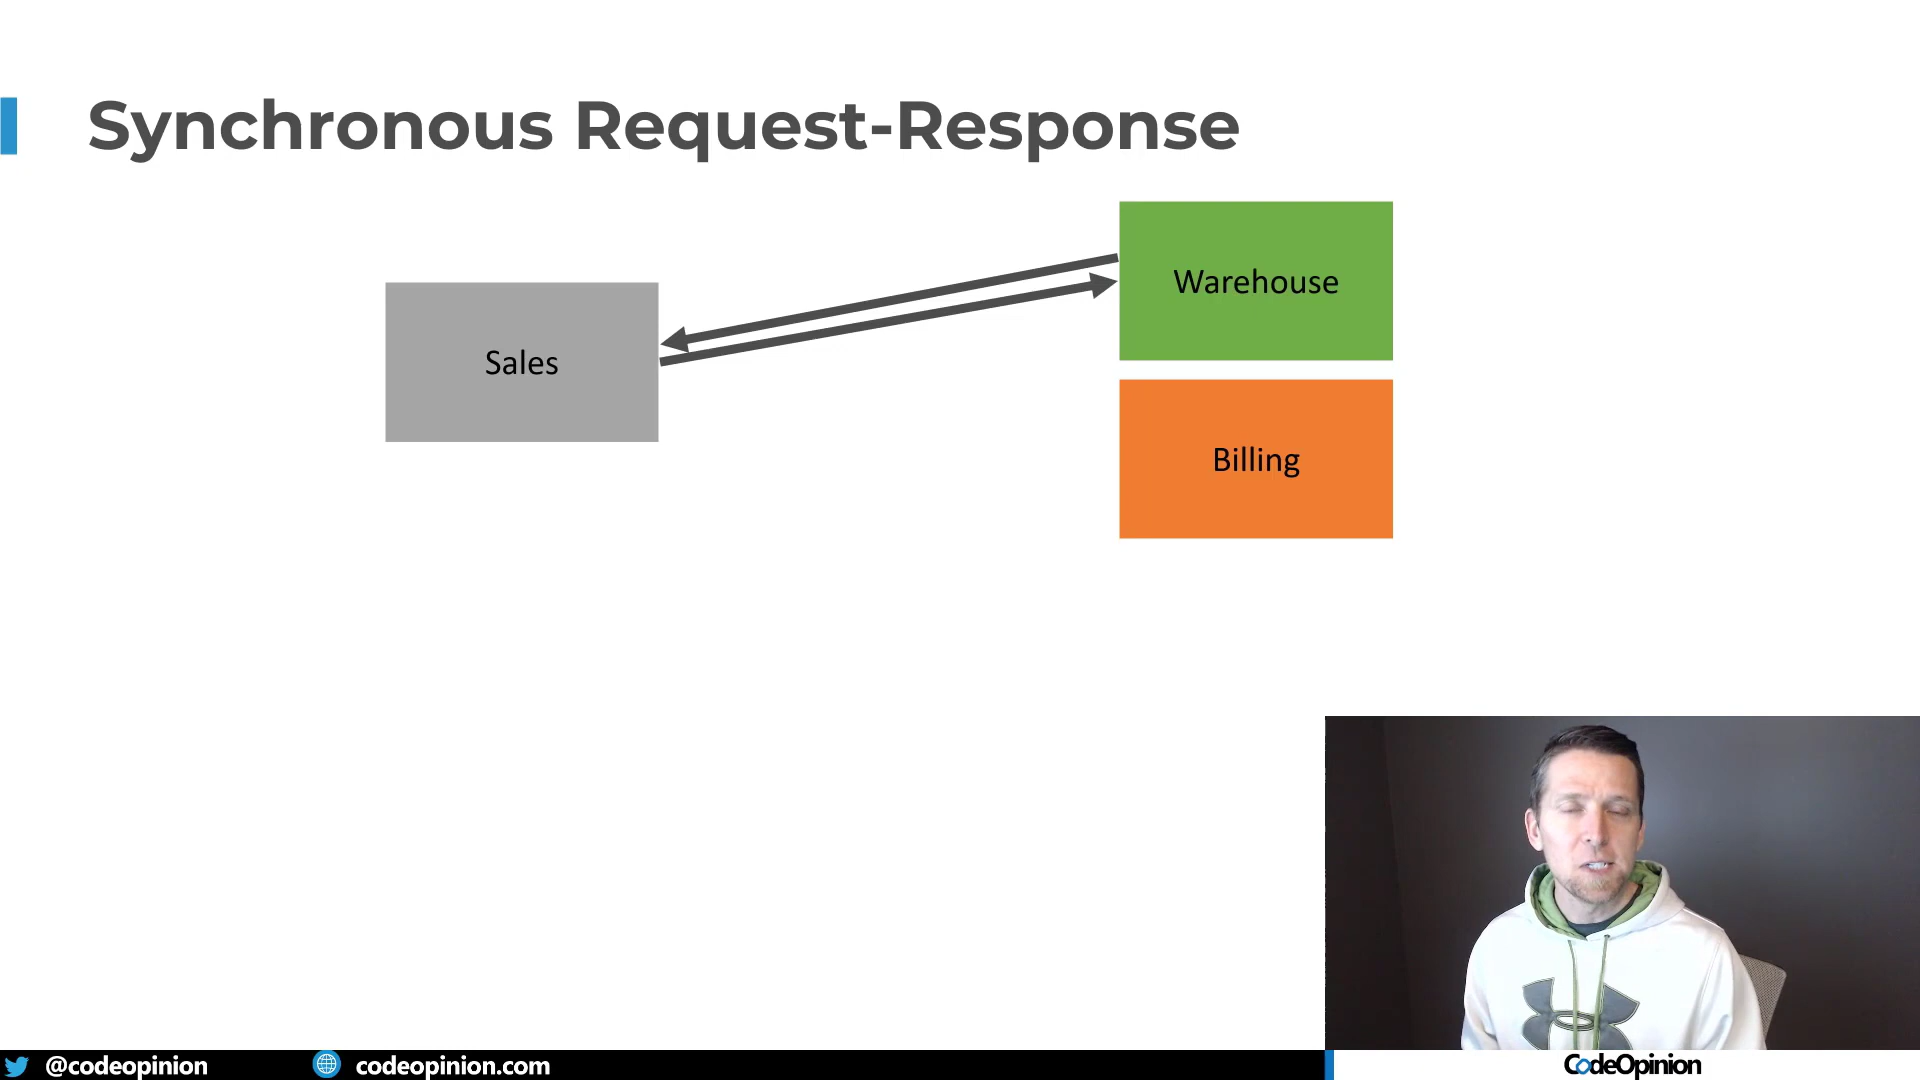 Synchronous Request-Response
Warehouse
Sales
Billing
@codeopinion
codeopinion.com
CodeOpinion